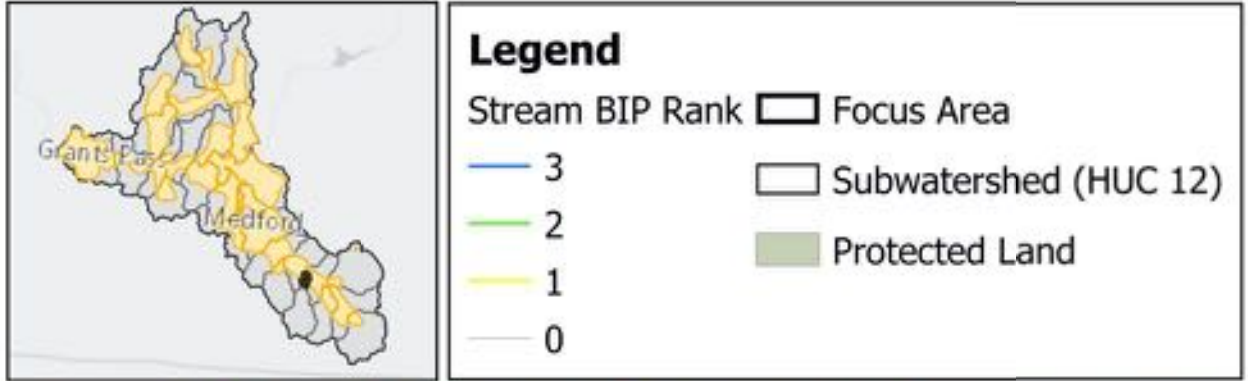 Grants Pass
Medford
Legend
Stream BIP Rank
3
2
1
0
Focus Area
Subwatershed (HUC 12)
Protected Land